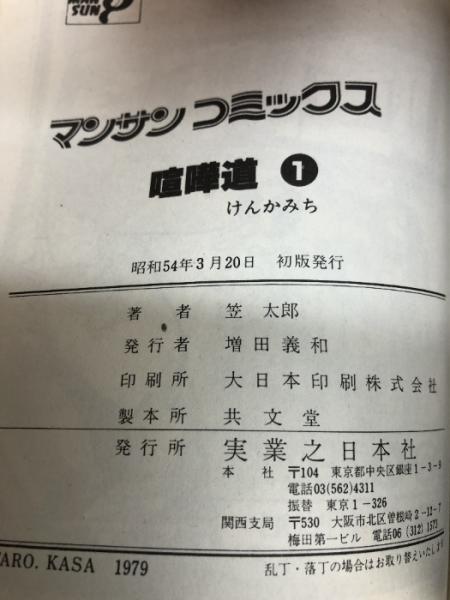 MAN
SUN
マンサンコミックス
喧嘩道 1
けんかみち
昭和54年3月20日 初版発行
著者 笠 太郎
発行者 増田義和
印刷所 大日本印刷株式会社
製本所 共文堂
発行所 実業之日本社
本社 〒104 東京都中央区銀座1-3-9
電話03(562)4311
振替 東京1-326
関西支局 〒530 大阪市北区曽根崎2-12-7
梅田第一ビル 電話06(312)1573
TARO. KASA 1979 乱丁・落丁の場合はお取り替えいたします